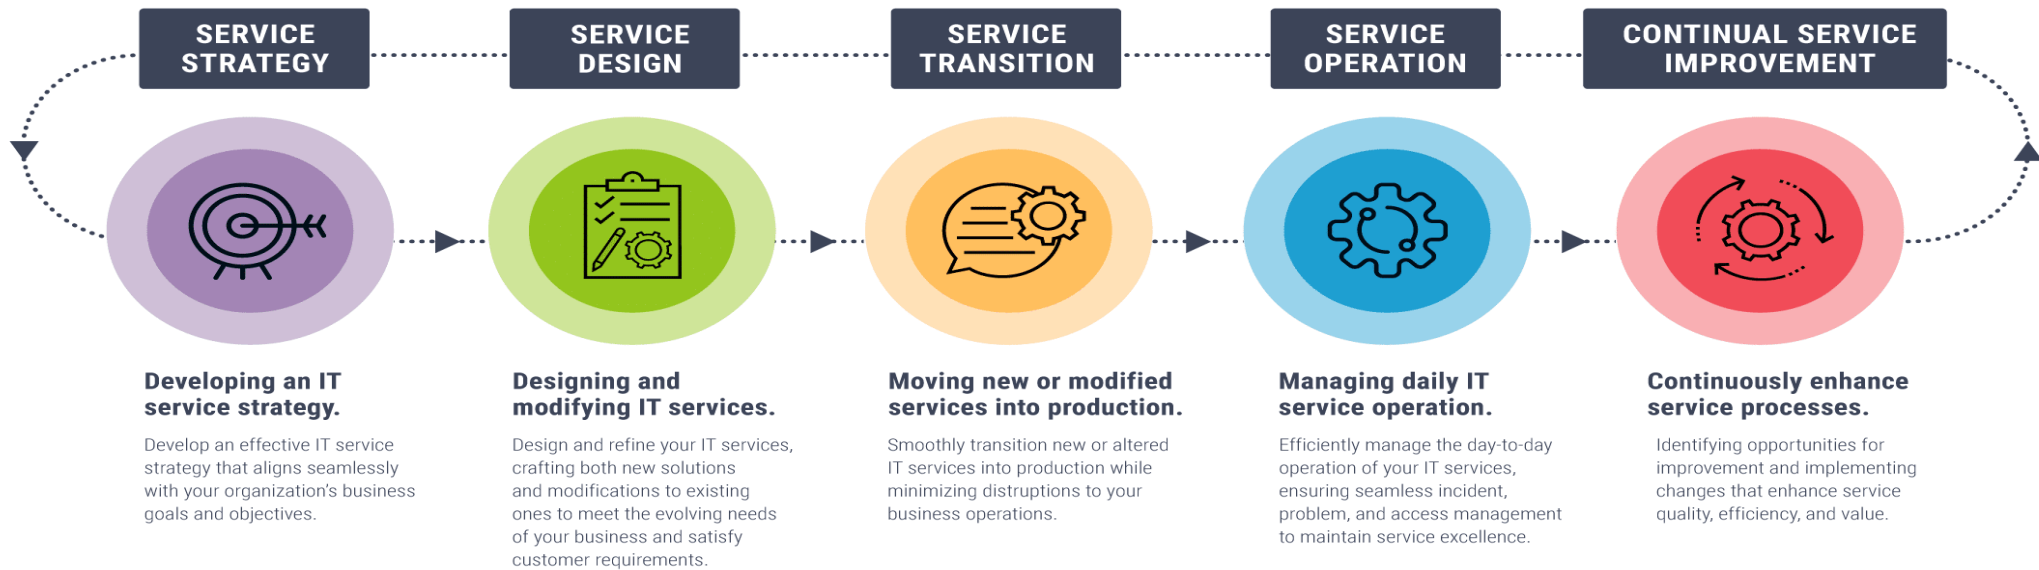 SERVICE
STRATEGY
SERVICE
DESIGN
SERVICE
TRANSITION
SERVICE
OPERATION
CONTINUAL SERVICE
IMPROVEMENT
Developing an IT
service strategy.
Develop an effective IT service
strategy that aligns seamlessly
with your organization's business
goals and objectives.
Designing and
modifying IT services.
Design and refine your IT services,
crafting both new solutions
and modifications to existing
ones to meet the evolving needs
of your business and satisfy
customer requirements.
Moving new or modified
services into production.
Smoothly transition new or altered
IT services into production while
minimizing distruptions to your
business operations.
Managing daily IT
service operation.
Efficiently manage the day-to-day
operation of your IT services,
ensuring seamless incident,
problem, and access management
to maintain service excellence.
Continuously enhance
service processes.
Identifying opportunities for
improvement and implementing
changes that enhance service
quality, efficiency, and value.